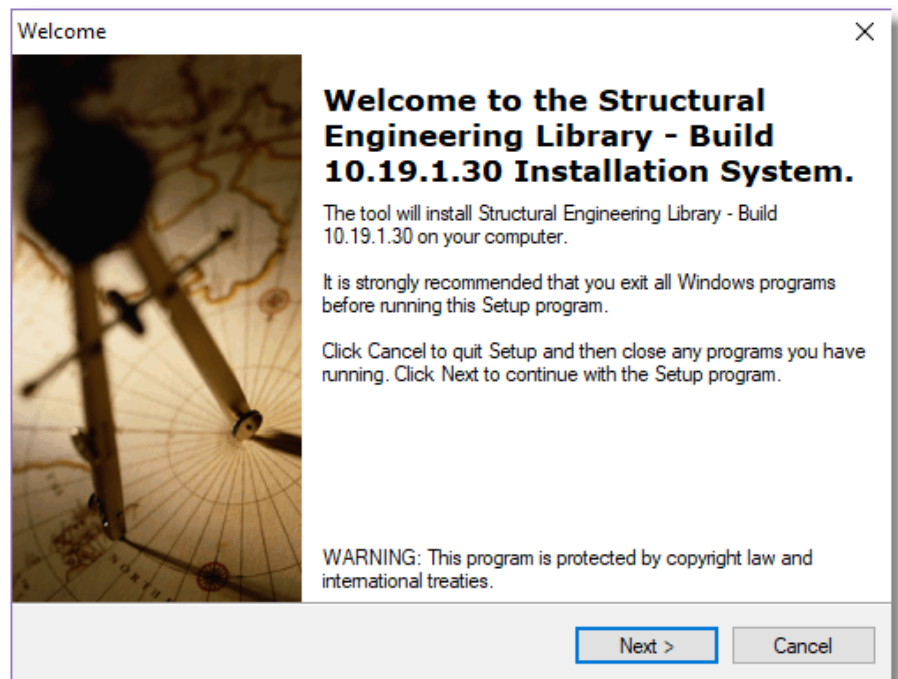 Welcome
Welcome to the Structural
Engineering Library - Build
10.19.1.30 Installation System.
The tool will install Structural Engineering Library - Build
10.19.1.30 on your computer.
It is strongly recommended that you exit all Windows programs
before running this Setup program.
Click Cancel to quit Setup and then close any programs you have
running. Click Next to continue with the Setup program.
WARNING: This program is protected by copyright law and
international treaties.
NORTH
Next >
Cancel